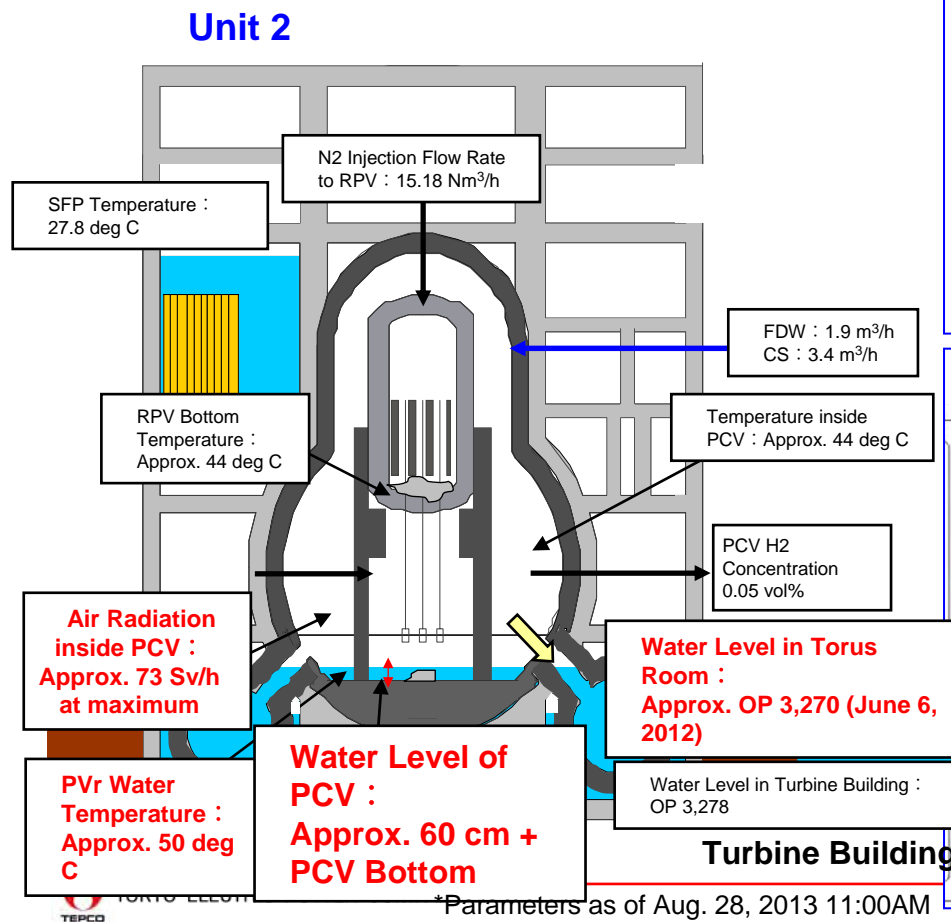 Unit 2
N2 Injection Flow Rate
to RPV：15.18 Nm³/h
SFP Temperature：
27.8 deg C
FDW：1.9 m³/h
CS：3.4 m³/h
RPV Bottom
Temperature：
Approx. 44 deg C
Temperature inside
PCV：Approx. 44 deg C
PCV H2
Concentration
0.05 vol%
Air Radiation
inside PCV：
Approx. 73 Sv/h
at maximum
Water Level in Torus
Room：
Approx. OP 3,270 (June 6,
2012)
PVr Water
Temperature：
Approx. 50 deg
C
Water Level of
PCV：
Approx. 60 cm +
PCV Bottom
Water Level in Turbine Building：
OP 3,278
Turbine Building
TEPCO
*Parameters as of Aug. 28, 2013 11:00AM